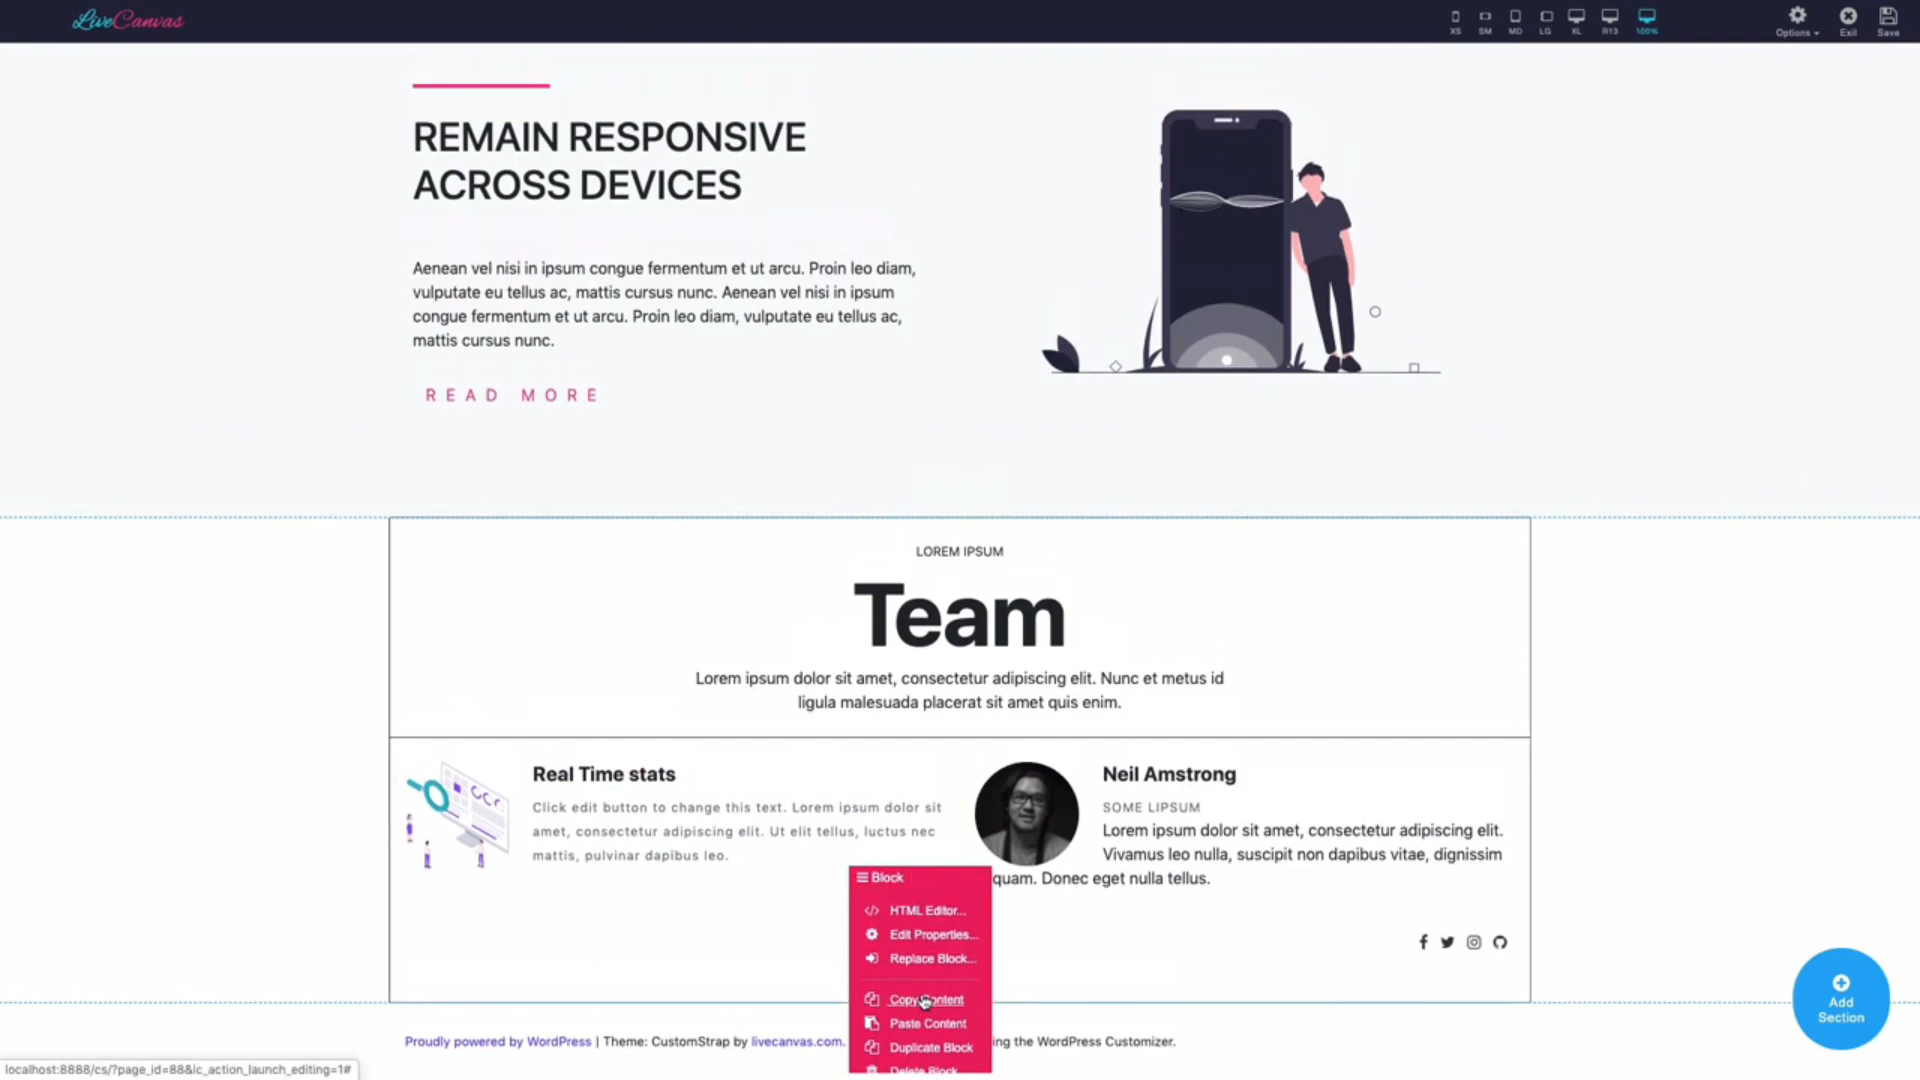 LiveCanvas
XS SM MD LG XL R13 100%
Options Exit Save
REMAIN RESPONSIVE
ACROSS DEVICES
Aenean vel nisi in ipsum congue fermentum et ut arcu. Proin leo diam,
vulputate eu tellus ac, mattis cursus nunc. Aenean vel nisi in ipsum
congue fermentum et ut arcu. Proin leo diam, vulputate eu tellus ac,
mattis cursus nunc.
READ MORE
LOREM IPSUM
Team
Lorem ipsum dolor sit amet, consectetur adipiscing elit. Nunc et metus id
ligula malesuada placerat sit amet quis enim.
Real Time stats
Click edit button to change this text. Lorem ipsum dolor sit
amet, consectetur adipiscing elit. Ut elit tellus, luctus nec
mattis, pulvinar dapibus leo.
Neil Amstrong
SOME LIPSUM
Lorem ipsum dolor sit amet, consectetur adipiscing elit.
Vivamus leo nulla, suscipit non dapibus vitae, dignissim
quam. Donec eget nulla tellus.
Block
HTML Editor...
Edit Properties...
Replace Block...
Copy Content
Paste Content
Duplicate Block
Delete Block
Add
Section
Proudly powered by WordPress | Theme: CustomStrap by livecanvas.com. ing the WordPress Customizer.
localhost:8888/cs/?page_id=88&lc_action_launch_editing=1#